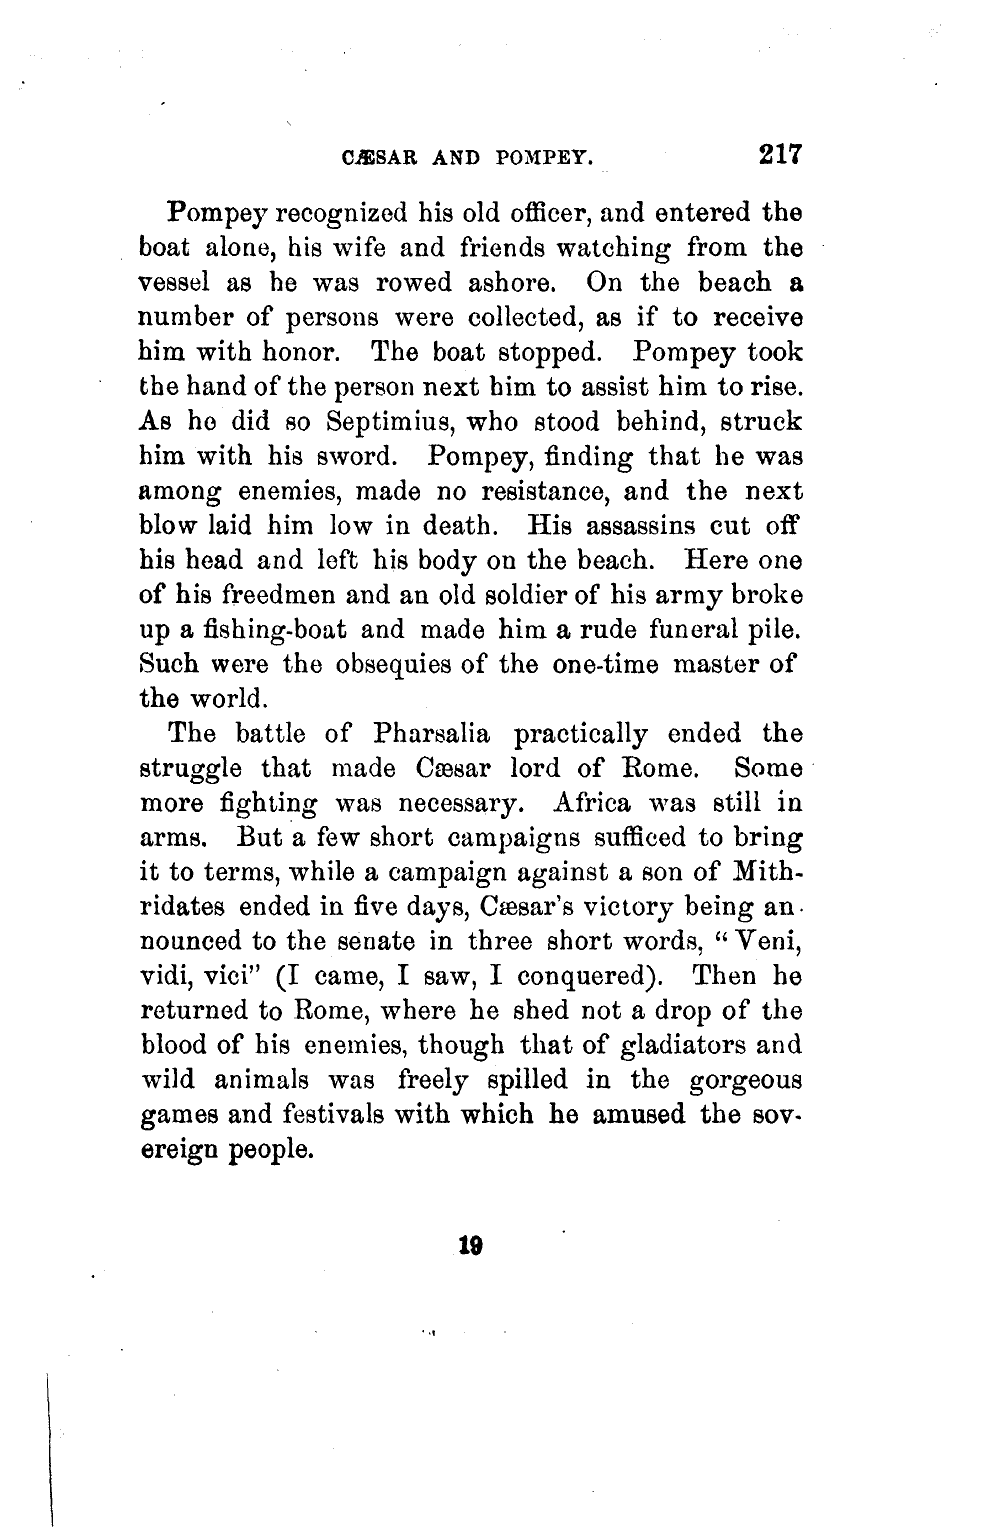 CÆSAR AND POMPEY. 217
Pompey recognized his old officer, and entered the
boat alone, his wife and friends watching from the
vessel as he was rowed ashore. On the beach a
number of persons were collected, as if to receive
him with honor. The boat stopped. Pompey took
the hand of the person next him to assist him to rise.
As he did so Septimius, who stood behind, struck
him with his sword. Pompey, finding that he was
among enemies, made no resistance, and the next
blow laid him low in death. His assassins cut off
his head and left his body on the beach. Here one
of his freedmen and an old soldier of his army broke
up a fishing-boat and made him a rude funeral pile.
Such were the obsequies of the one-time master of
the world.
The battle of Pharsalia practically ended the
struggle that made Cæsar lord of Rome. Some
more fighting was necessary. Africa was still in
arms. But a few short campaigns sufficed to bring
it to terms, while a campaign against a son of Mith-
ridates ended in five days, Cæsar's victory being an-
nounced to the senate in three short words, "Veni,
vidi, vici" (I came, I saw, I conquered). Then he
returned to Rome, where he shed not a drop of the
blood of his enemies, though that of gladiators and
wild animals was freely spilled in the gorgeous
games and festivals with which he amused the sov-
ereign people.
19